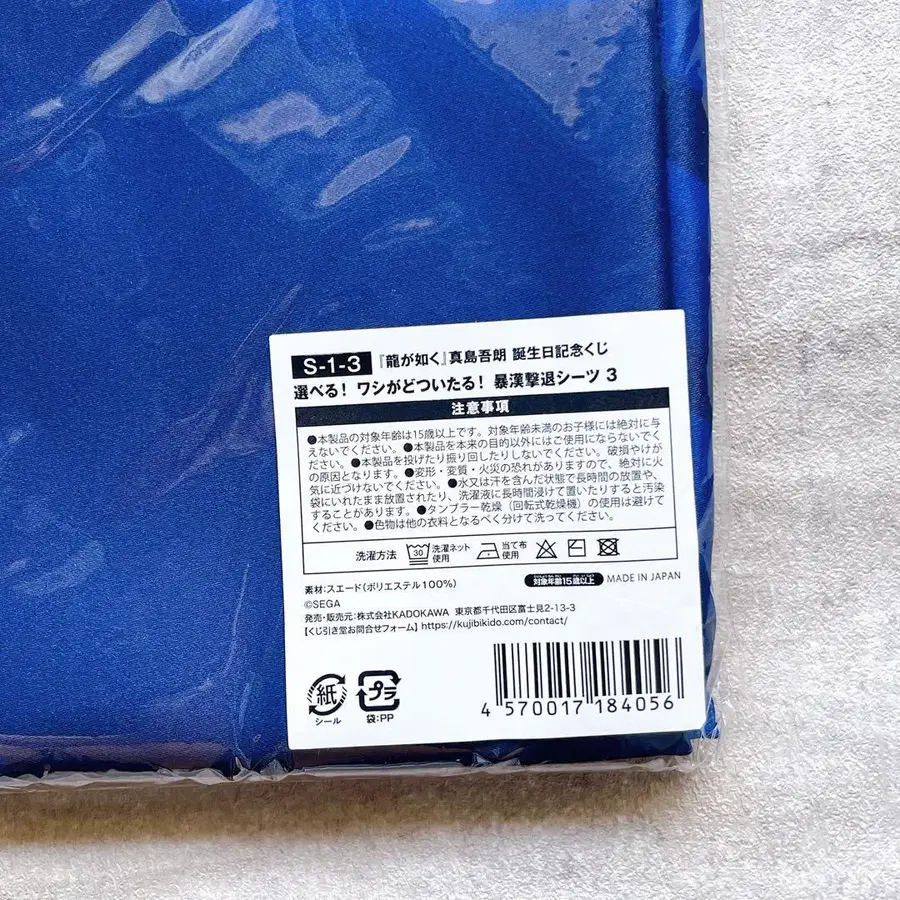 S-1-3 『龍が如く』真島吾朗 誕生日記念くじ
選べる! ワシがどついたる! 暴漢撃退シーツ 3
注意事項
●本製品の対象年齢は15歳以上です。対象年齢未満のお子様には絶対に与
えないでください。●本製品を本来の目的以外にはご使用にならないでく
ださい。●本製品を投げたり振り回したりしないでください。破損やけが
の原因となります。●変形・変質・火災の恐れがありますので、絶対に火
気に近づけないでください。●水又は汗を含んだ状態で長時間の放置や、
袋にいれたまま放置されたり、洗濯液に長時間浸けて置いたりすると汚染
することがあります。●タンブラー乾燥（回転式乾燥機）の使用は避けて
ください。●色物は他の衣料となるべく分けて洗ってください。
洗濯方法 30 洗濯ネット使用 当て布使用
素材:スエード(ポリエステル100%) 対象年齢15歳以上 MADE IN JAPAN
©SEGA
発売・販売元:株式会社KADOKAWA 東京都千代田区富士見2-13-3
【くじ引き堂お問合せフォーム】https://kujibikido.com/contact/
紙 シール プラ 袋:PP
4 570017 184056